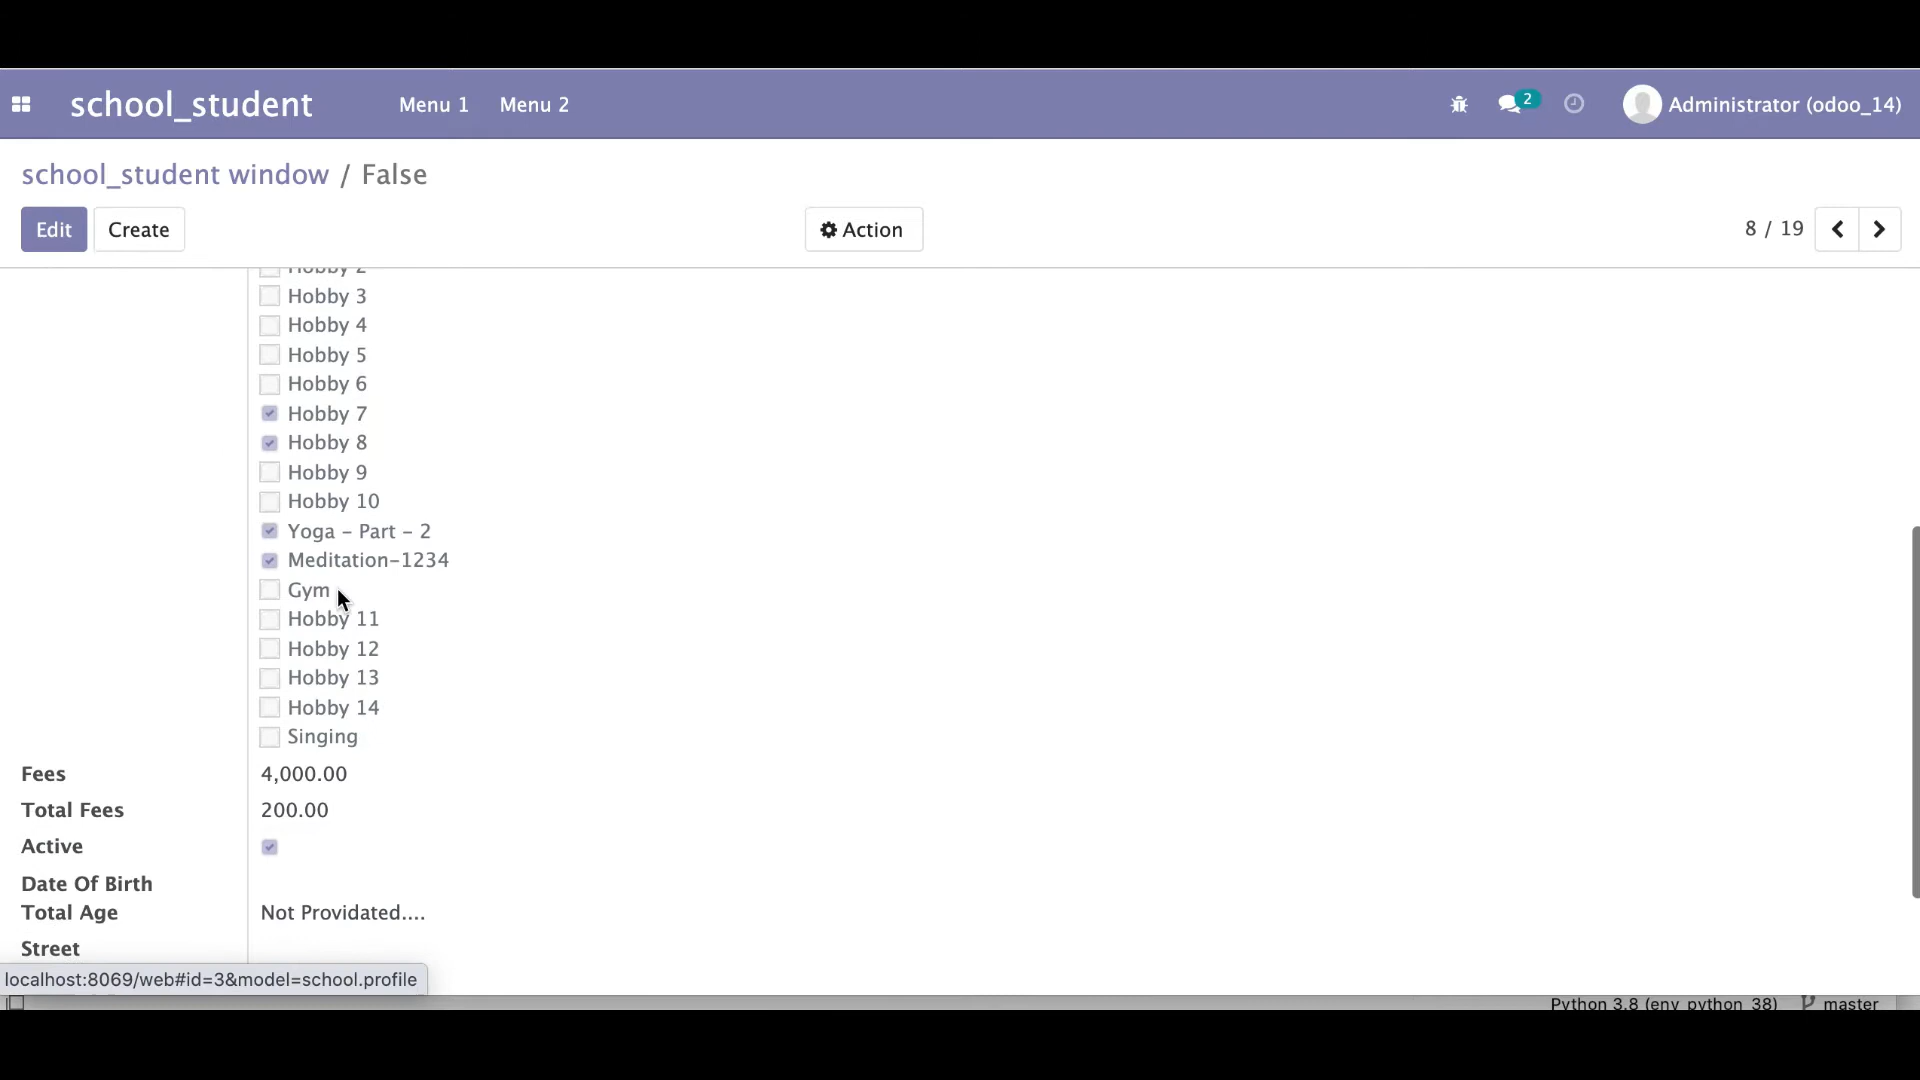 school_student Menu 1 Menu 2 2 Administrator (odoo_14)
school_student window / False
Edit Create Action 8 / 19
Hobby 2
Hobby 3
Hobby 4
Hobby 5
Hobby 6
Hobby 7
Hobby 8
Hobby 9
Hobby 10
Yoga - Part - 2
Meditation-1234
Gym
Hobby 11
Hobby 12
Hobby 13
Hobby 14
Singing
Fees 4,000.00
Total Fees 200.00
Active
Date Of Birth
Total Age Not Providated....
Street
localhost:8069/web#id=3&model=school.profile
Python 3.8 (env_python_38) master